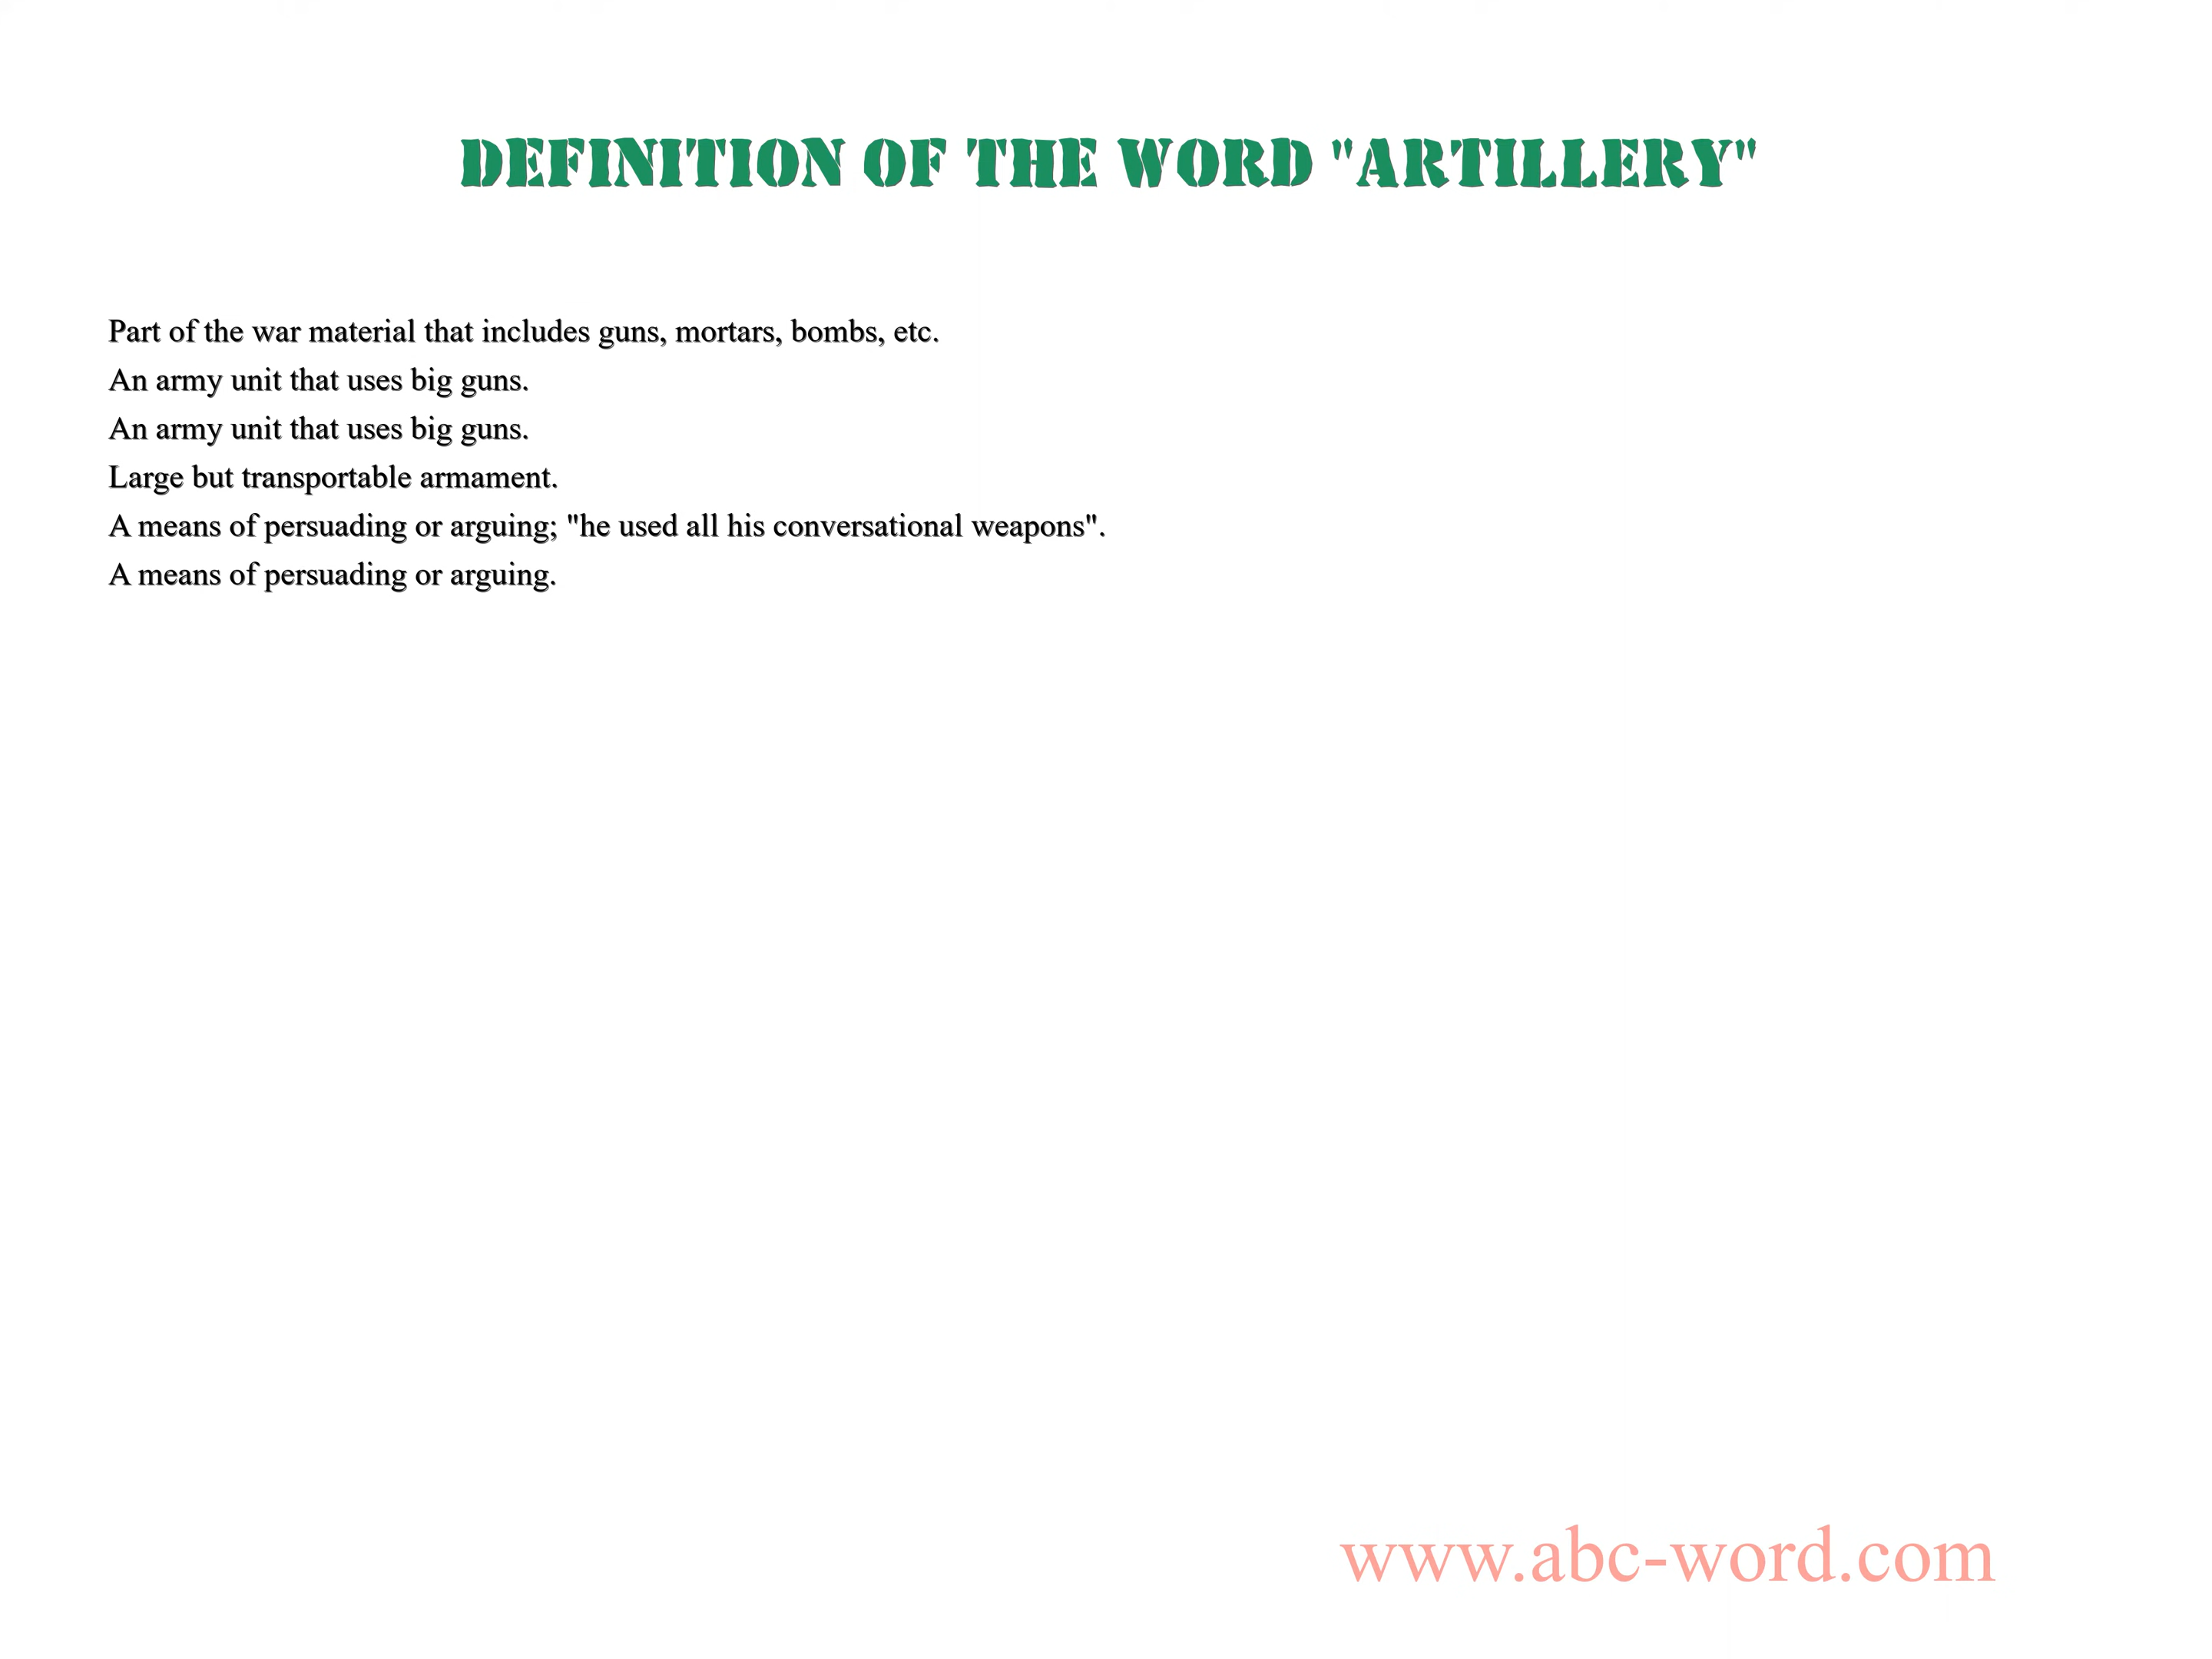 DEFINITION OF THE WORD "ARTILLERY"
Part of the war material that includes guns, mortars, bombs, etc.
An army unit that uses big guns.
An army unit that uses big guns.
Large but transportable armament.
A means of persuading or arguing; "he used all his conversational weapons".
A means of persuading or arguing.
www.abc-word.com